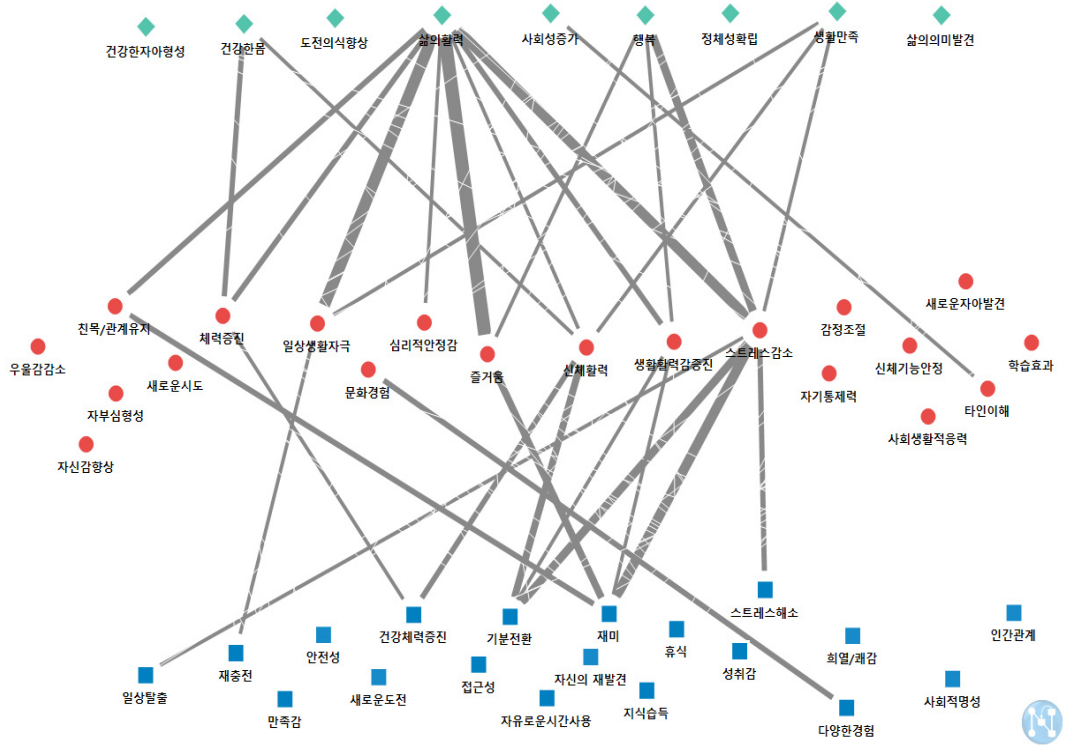 건강한자아형성
건강한몸
도전의식향상
삶의활력
사회성증가
행복
정체성확립
생활만족
삶의의미발견
친목/관계유지
체력증진
일상생활자극
심리적안정감
즐거움
신체활력
생활활력감증진
스트레스감소
감정조절
새로운자아발견
우울감감소
새로운시도
문화경험
자기통제력
신체기능안정
학습효과
자부심형성
타인이해
사회생활적응력
자신감향상
스트레스해소
건강체력증진
기분전환
재미
휴식
인간관계
안전성
희열/쾌감
일상탈출
재충전
접근성
자신의 재발견
성취감
만족감
새로운도전
자유로운시간사용
지식습득
사회적명성
다양한경험